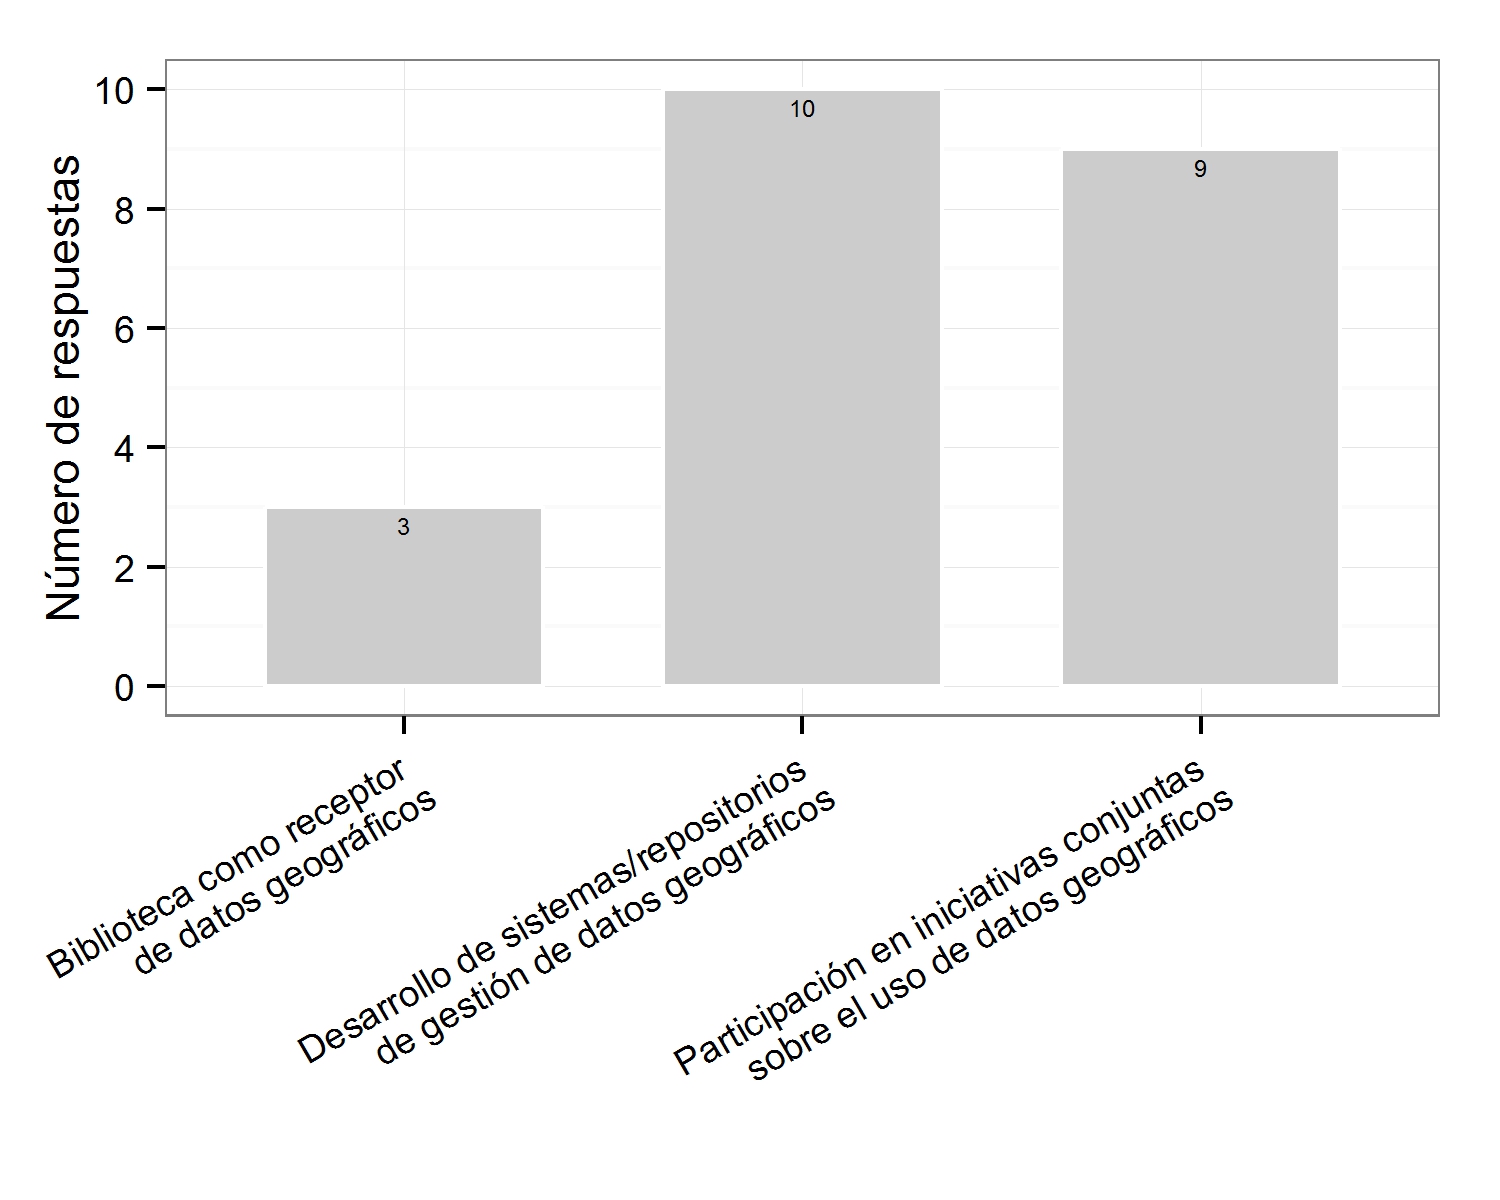 Número de respuestas
10
8
6
4
2
0
3
10
9
Biblioteca como receptor
de datos geográficos
Desarrollo de sistemas/repositorios
de gestión de datos geográficos
Participación en iniciativas conjuntas
sobre el uso de datos geográficos